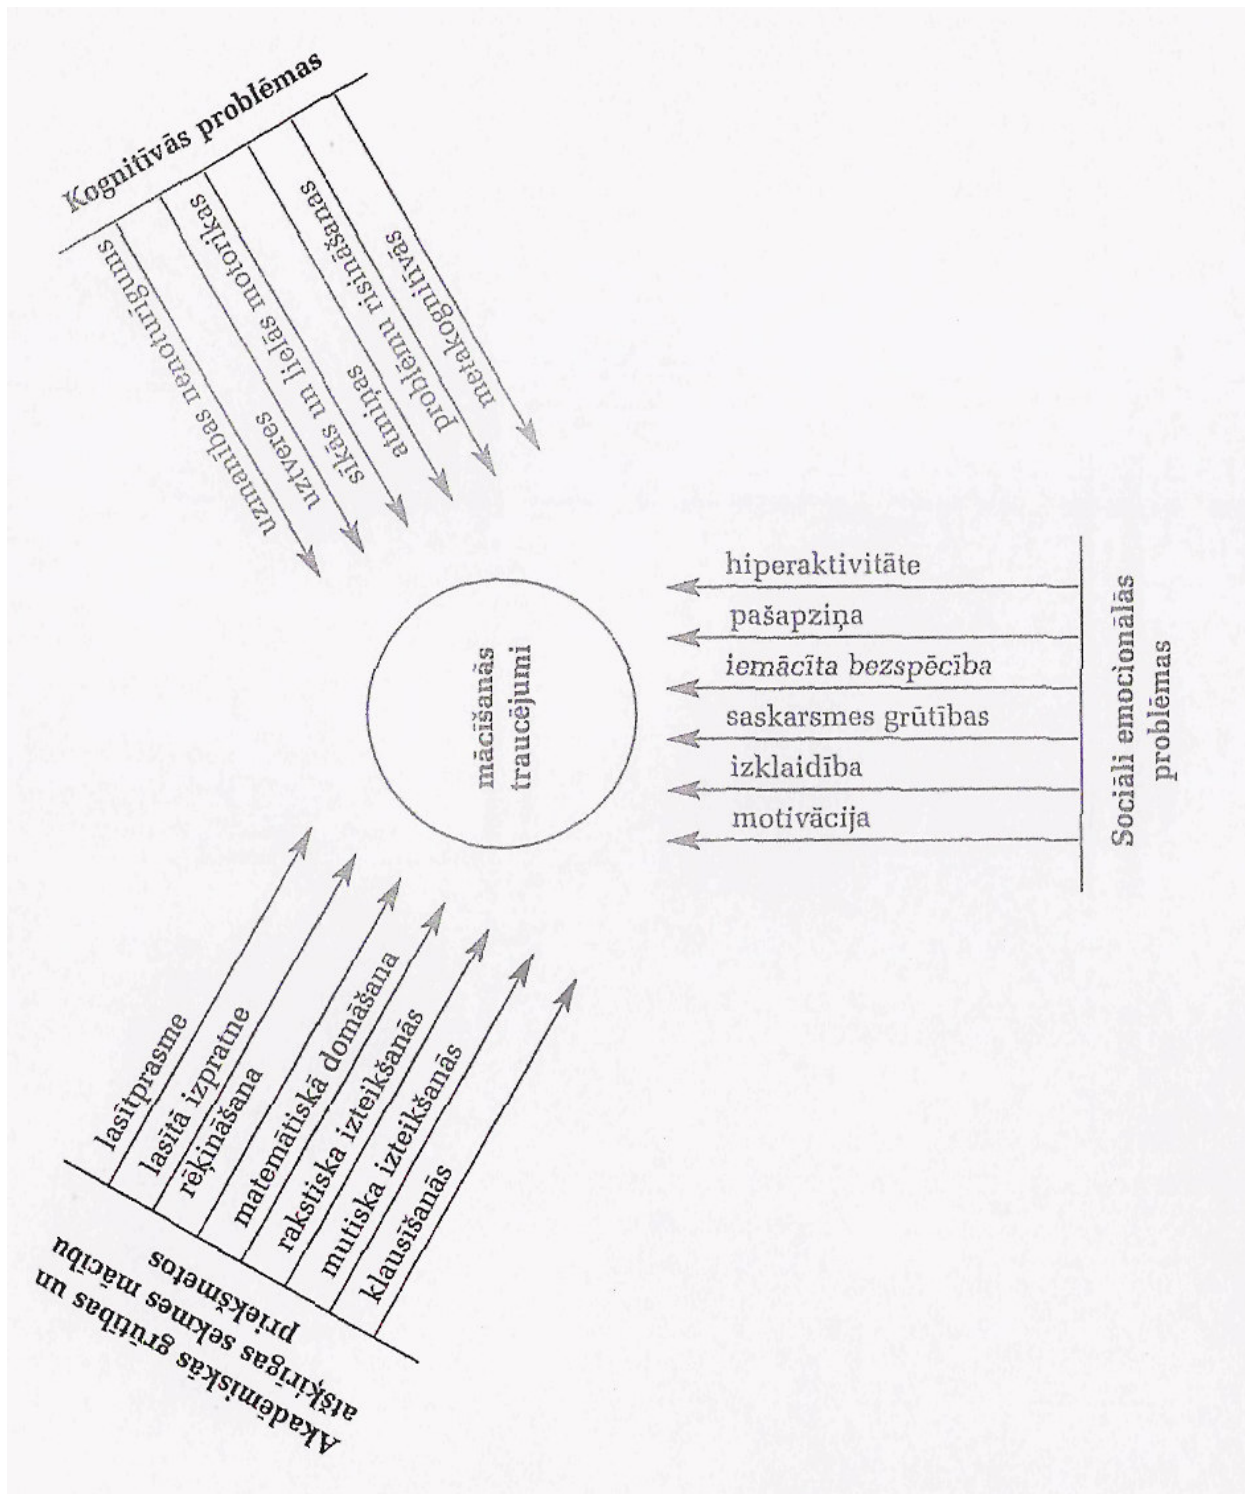 Kognitīvās problēmas
uzmanības nenoturīgums
uztveres
sīkās un lielās motorikas
atmiņas
problēmu risināšanas
metakognitīvās
mācīšanās
traucējumi
hiperaktivitāte
pašapziņa
iemācīta bezspēcība
saskarsmes grūtības
izklaidība
motivācija
Sociāli emocionālās
problēmas
lasītprasme
lasītā izpratne
rēķināšana
matemātiskā domāšana
rakstiska izteikšanās
mutiska izteikšanās
klausīšanās
Akadēmiskās grūtības un
atšķirīgas sekmes mācību
priekšmetos